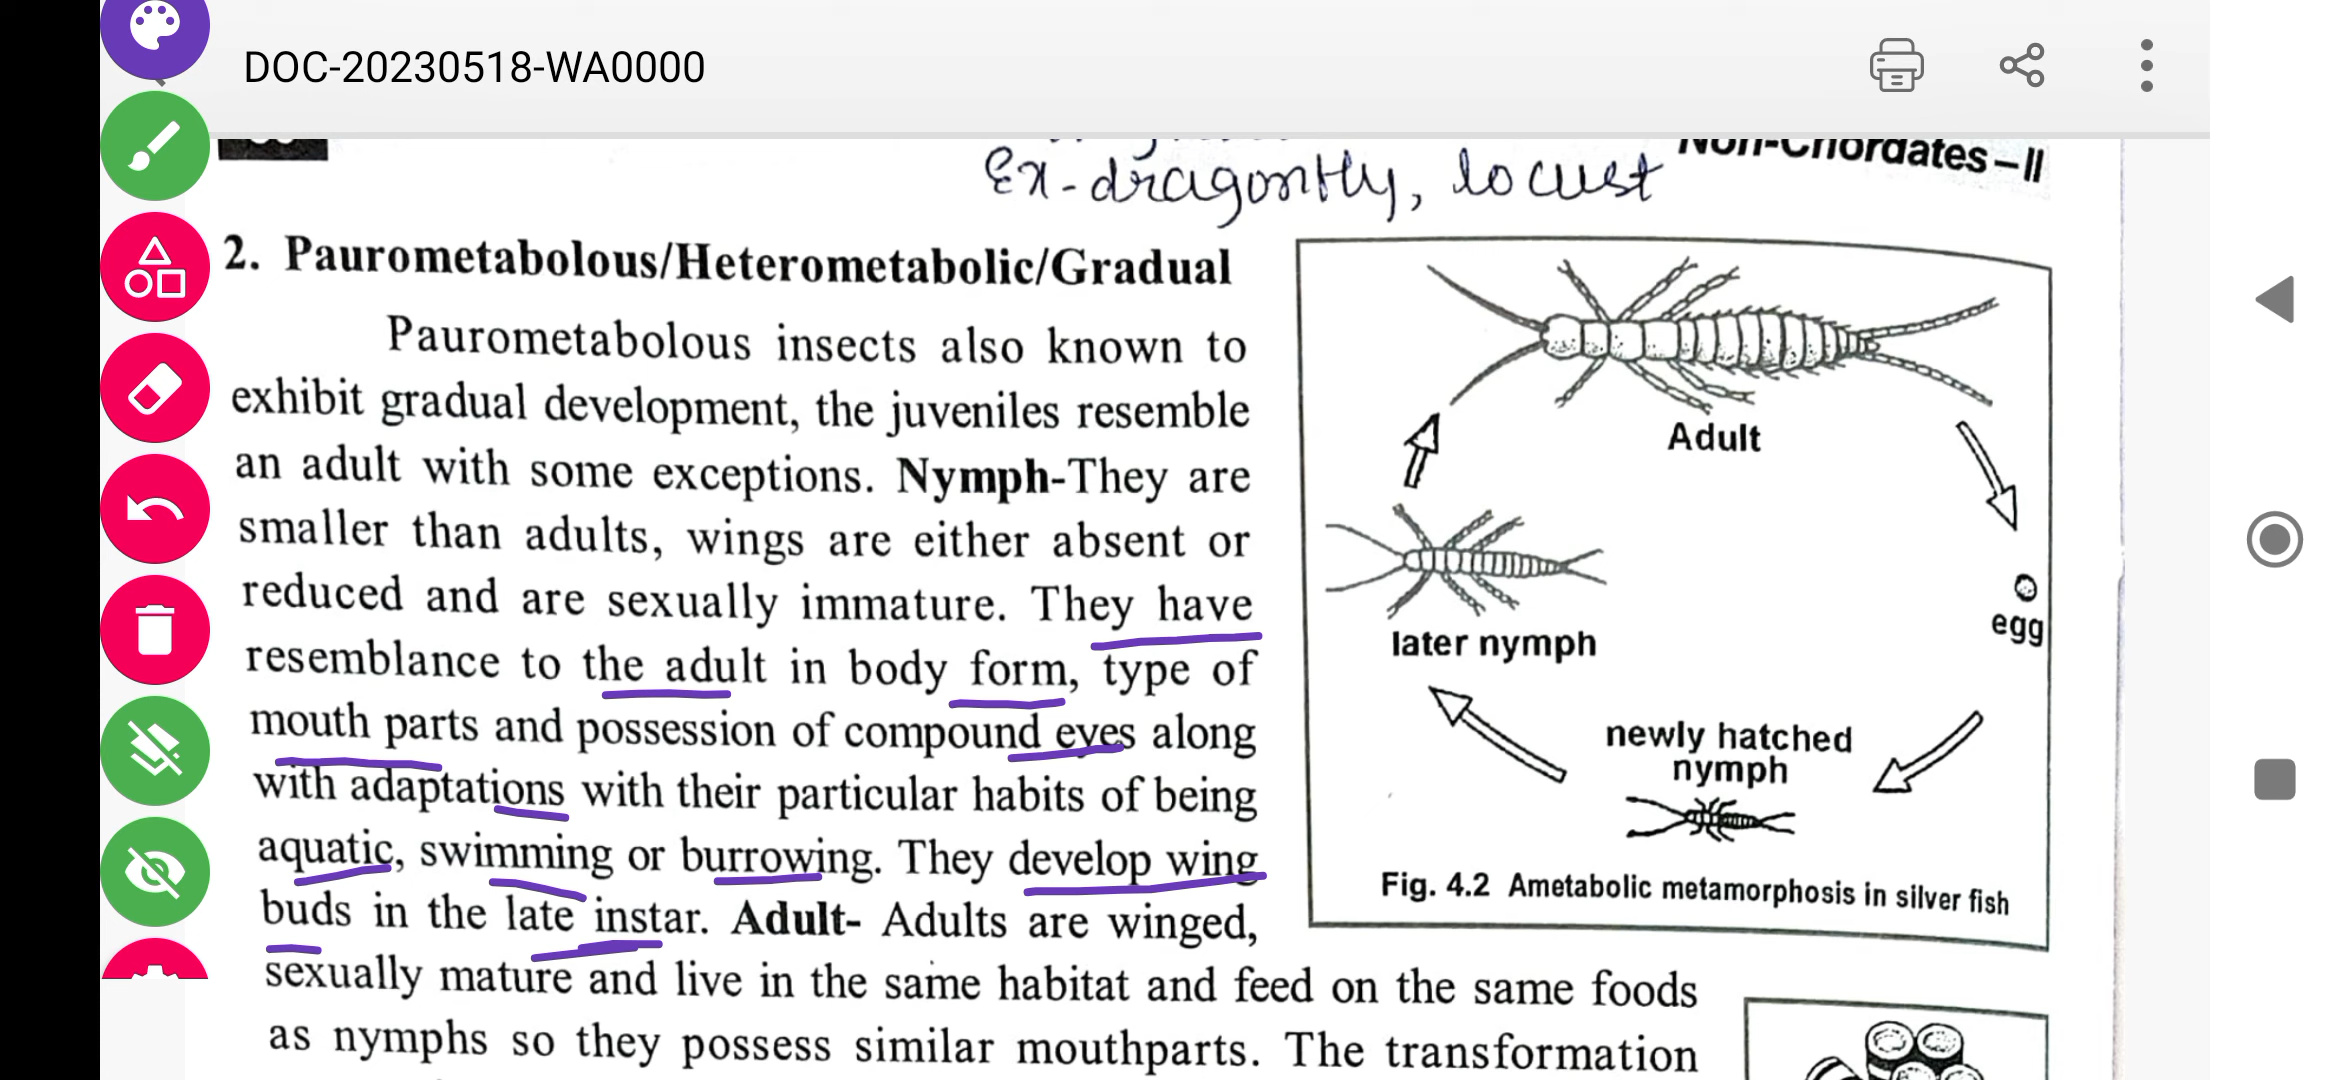 DOC-20230518-WA0000
Non-Chordates – II
Ex - dragonfly, locust
2. Paurometabolous/Heterometabolic/Gradual
Paurometabolous insects also known to
exhibit gradual development, the juveniles resemble
an adult with some exceptions. Nymph-They are
smaller than adults, wings are either absent or
reduced and are sexually immature. They have
resemblance to the adult in body form, type of
mouth parts and possession of compound eyes along
with adaptations with their particular habits of being
aquatic, swimming or burrowing. They develop wing
buds in the late instar. Adult- Adults are winged,
sexually mature and live in the same habitat and feed on the same foods
as nymphs so they possess similar mouthparts. The transformation
Adult
egg
later nymph
newly hatched
nymph
Fig. 4.2 Ametabolic metamorphosis in silver fish